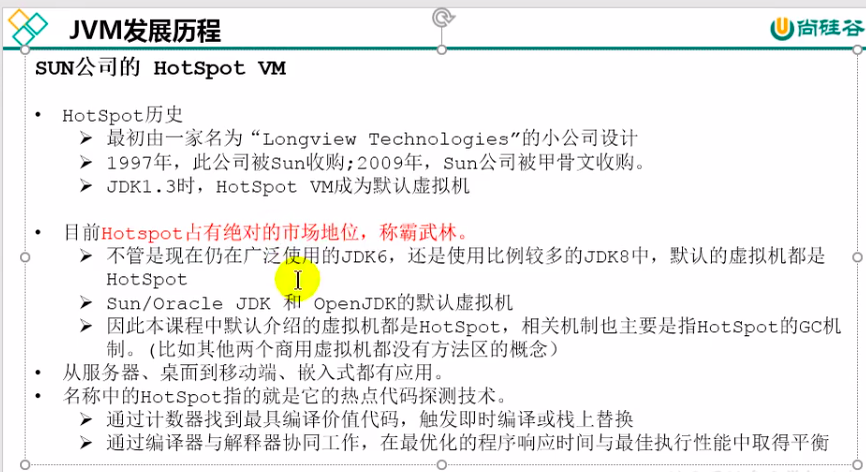 JVM发展历程
尚硅谷
SUN公司的 HotSpot VM
• HotSpot历史
➢ 最初由一家名为“Longview Technologies”的小公司设计
➢ 1997年，此公司被Sun收购;2009年，Sun公司被甲骨文收购。
➢ JDK1.3时，HotSpot VM成为默认虚拟机
• 目前Hotspot占有绝对的市场地位，称霸武林。
➢ 不管是现在仍在广泛使用的JDK6，还是使用比例较多的JDK8中，默认的虚拟机都是
HotSpot
➢ Sun/Oracle JDK 和 OpenJDK的默认虚拟机
➢ 因此本课程中默认介绍的虚拟机都是HotSpot，相关机制也主要是指HotSpot的GC机
制。(比如其他两个商用虚拟机都没有方法区的概念）
• 从服务器、桌面到移动端、嵌入式都有应用。
• 名称中的HotSpot指的就是它的热点代码探测技术。
➢ 通过计数器找到最具编译价值代码，触发即时编译或栈上替换
➢ 通过编译器与解释器协同工作，在最优化的程序响应时间与最佳执行性能中取得平衡